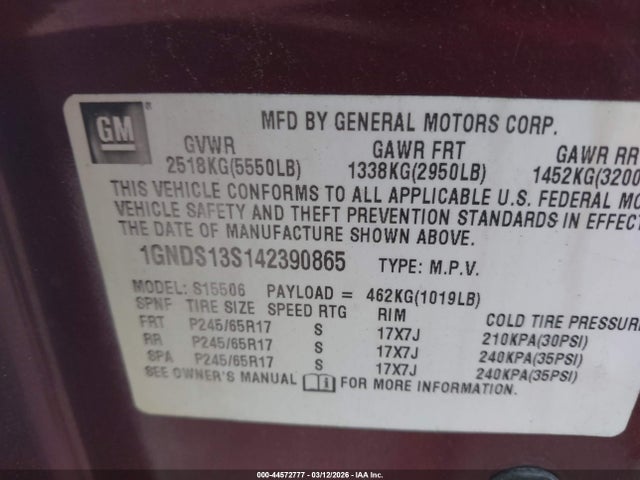 GM ®
MFD BY GENERAL MOTORS CORP.
GVWR GAWR FRT GAWR RR
2518KG(5550LB) 1338KG(2950LB) 1452KG(3200
THIS VEHICLE CONFORMS TO ALL APPLICABLE U.S. FEDERAL MO
VEHICLE SAFETY AND THEFT PREVENTION STANDARDS IN EFFEC
THE DATE OF MANUFACTURE SHOWN ABOVE.
1GNDS13S142390865 TYPE: M.P.V.
MODEL: S15506 PAYLOAD = 462KG(1019LB)
SPNF TIRE SIZE SPEED RTG RIM COLD TIRE PRESSURE
FRT P245/65R17 S 17X7J 210KPA(30PSI)
RR P245/65R17 S 17X7J 240KPA(35PSI)
SPA P245/65R17 S 17X7J 240KPA(35PSI)
SEE OWNER'S MANUAL FOR MORE INFORMATION.
000-44572777 - 03/12/2026 - IAA Inc.